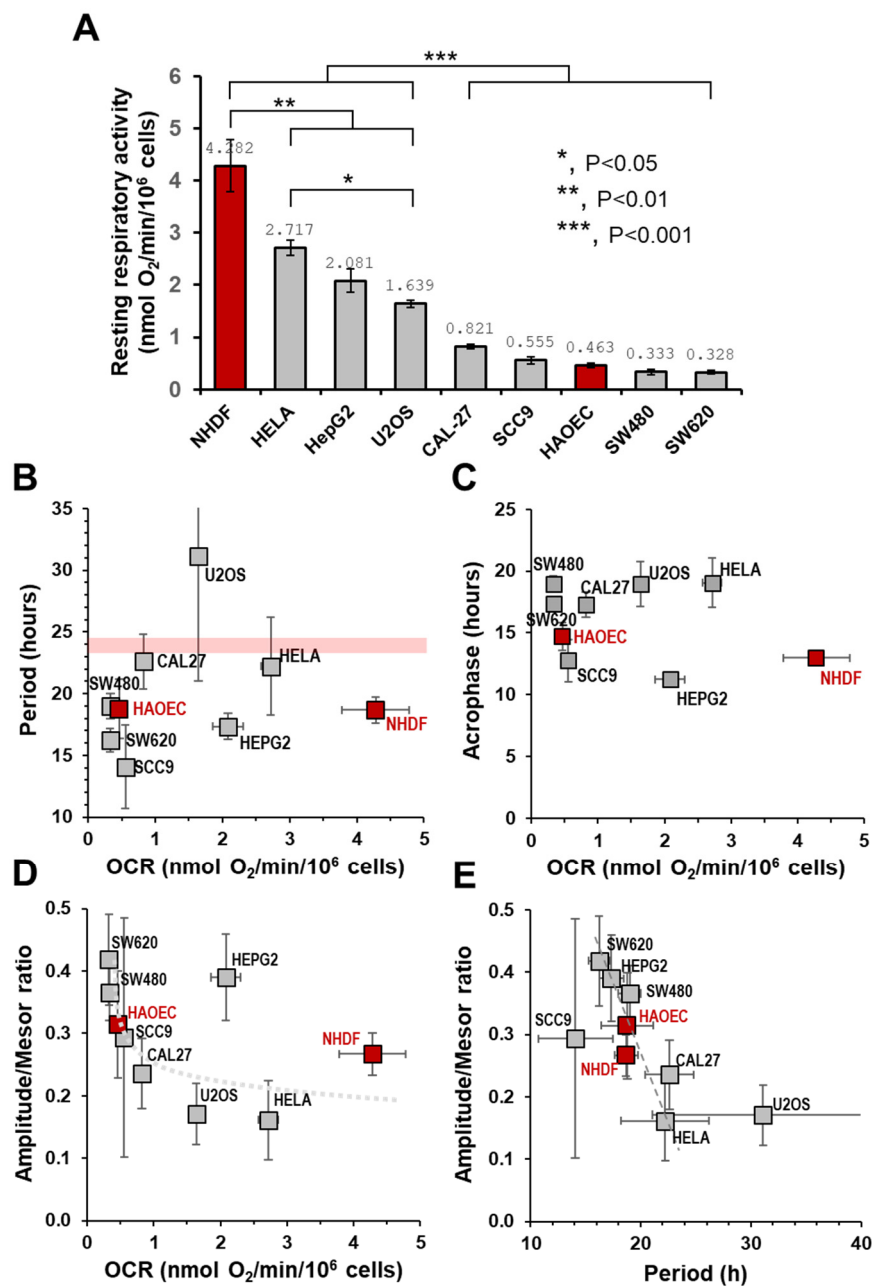 A
***
**
*
*, P<0.05
**, P<0.01
***, P<0.001
Resting respiratory activity
(nmol O₂/min/10⁶ cells)
6
5
4
3
2
1
0
4.282
2.717
2.081
1.639
0.821
0.555
0.463
0.333
0.328
NHDF
HELA
HepG2
U2OS
CAL-27
SCC9
HAOEC
SW480
SW620
B
Period (hours)
35
30
25
20
15
10
U2OS
CAL27
HELA
SW480
HAOEC
NHDF
SW620
HEPG2
SCC9
0 1 2 3 4 5
OCR (nmol O₂/min/10⁶ cells)
C
Acrophase (hours)
25
20
15
10
5
0
SW480
CAL27
U2OS
HELA
SW620
HAOEC
SCC9
HEPG2
NHDF
0 1 2 3 4 5
OCR (nmol O₂/min/10⁶ cells)
D
Amplitude/Mesor ratio
0.5
0.4
0.3
0.2
0.1
0.0
SW620
HEPG2
SW480
HAOEC
SCC9
NHDF
CAL27
U2OS
HELA
0 1 2 3 4 5
OCR (nmol O₂/min/10⁶ cells)
E
Amplitude/Mesor ratio
0.5
0.4
0.3
0.2
0.1
0.0
SW620
HEPG2
SW480
HAOEC
SCC9
NHDF
CAL27
U2OS
HELA
10 20 30 40
Period (h)